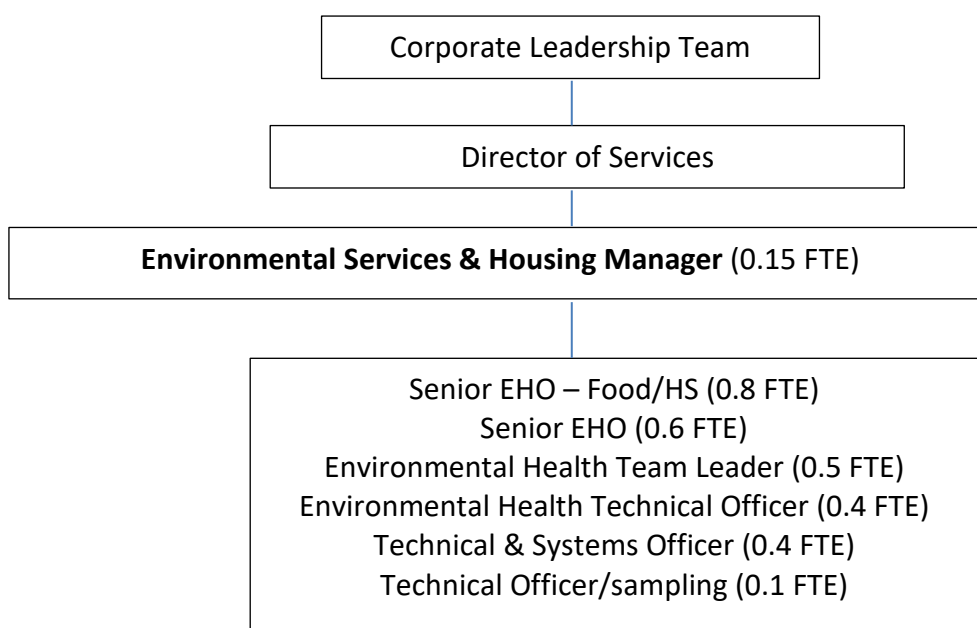 Corporate Leadership Team
Director of Services
Environmental Services & Housing Manager (0.15 FTE)
Senior EHO – Food/HS (0.8 FTE)
Senior EHO (0.6 FTE)
Environmental Health Team Leader (0.5 FTE)
Environmental Health Technical Officer (0.4 FTE)
Technical & Systems Officer (0.4 FTE)
Technical Officer/sampling (0.1 FTE)